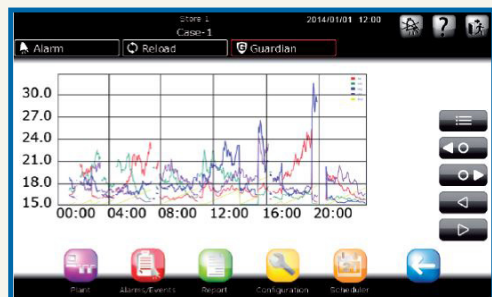 Store 1
2014/01/01 12:00
Case-1
Alarm
Reload
Guardian
30.0
27.0
24.0
21.0
18.0
15.0
00:00 04:00 08:00 12:00 16:00 20:00
Plant
Alarms/Events
Report
Configuration
Scheduler